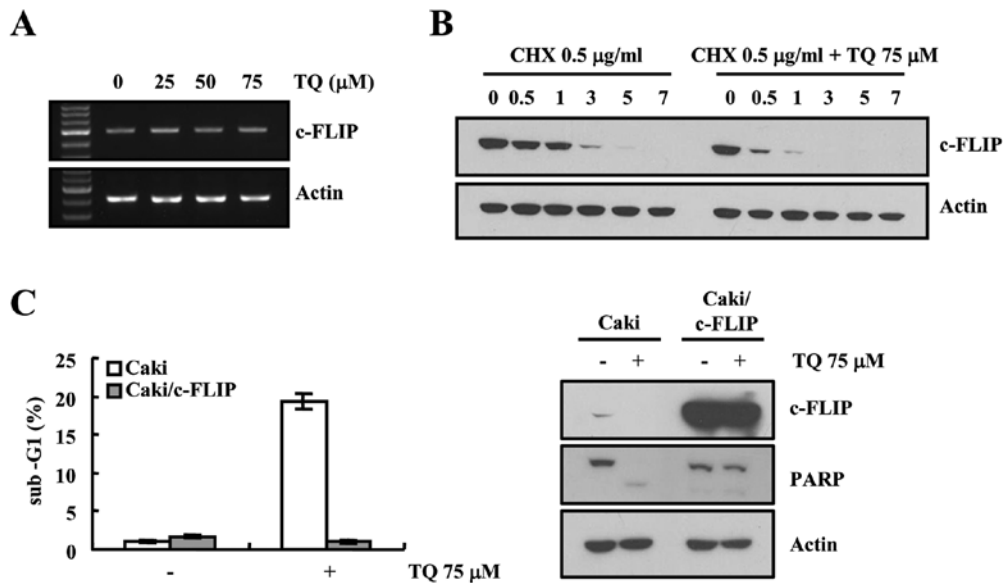 A
0 25 50 75 TQ (μM)
c-FLIP
Actin
B
CHX 0.5 μg/ml CHX 0.5 μg/ml + TQ 75 μM
0 0.5 1 3 5 7 0 0.5 1 3 5 7
c-FLIP
Actin
C
25
20
15
10
5
0
sub -G1 (%)
Caki
Caki/c-FLIP
- + TQ 75 μM
Caki Caki/
c-FLIP
- + - + TQ 75 μM
c-FLIP
PARP
Actin